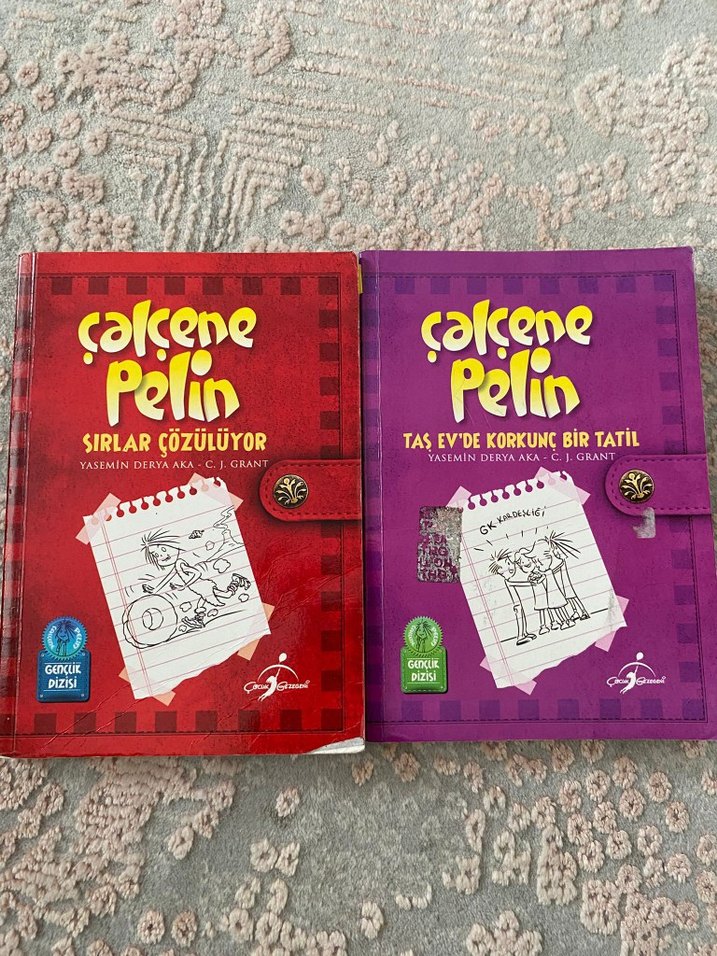 çalçene
Pelin
SIRLAR ÇÖZÜLÜYOR
YASEMİN DERYA AKA - C. J. GRANT
GENÇLİK
DİZİSİ
ÇOCUK GEZEGENİ
çalçene
Pelin
TAŞ EV'DE KORKUNÇ BİR TATİL
YASEMİN DERYA AKA - C. J. GRANT
GK KARDEŞLİĞİ
GENÇLİK
DİZİSİ
ÇOCUK GEZEGENİ